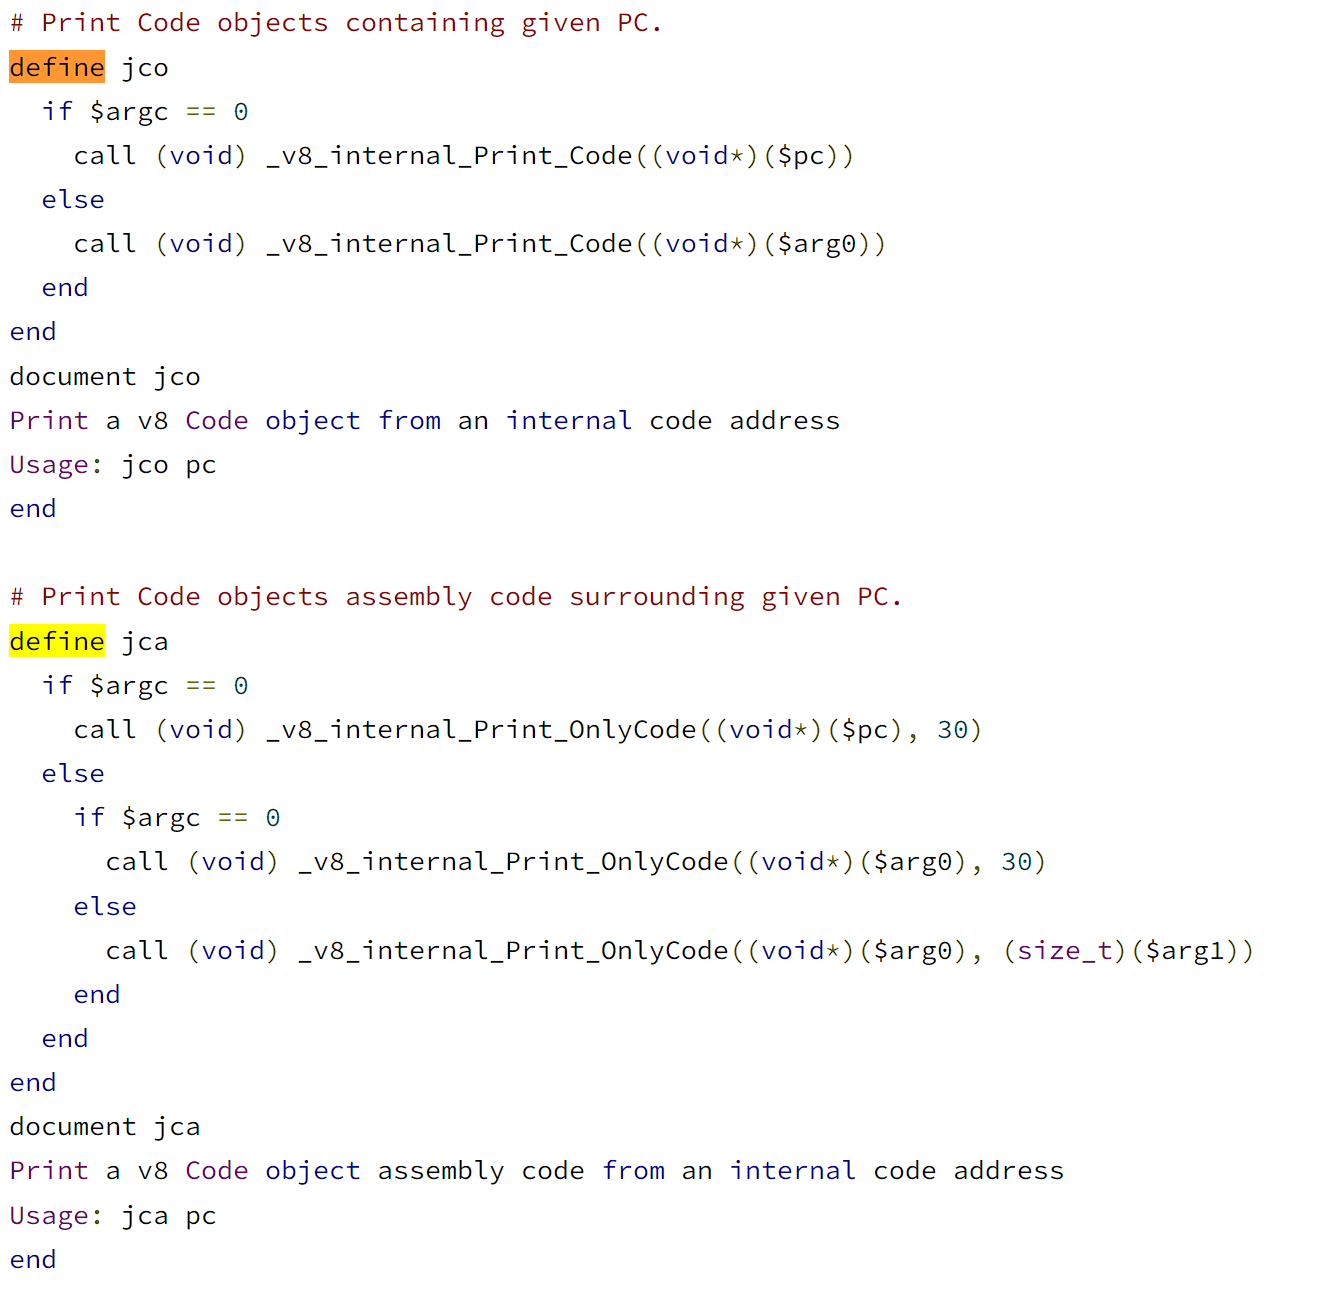 # Print Code objects containing given PC.
define jco
  if $argc == 0
    call (void) _v8_internal_Print_Code((void*)($pc))
  else
    call (void) _v8_internal_Print_Code((void*)($arg0))
  end
end
document jco
Print a v8 Code object from an internal code address
Usage: jco pc
end

# Print Code objects assembly code surrounding given PC.
define jca
  if $argc == 0
    call (void) _v8_internal_Print_OnlyCode((void*)($pc), 30)
  else
    if $argc == 0
      call (void) _v8_internal_Print_OnlyCode((void*)($arg0), 30)
    else
      call (void) _v8_internal_Print_OnlyCode((void*)($arg0), (size_t)($arg1))
    end
  end
end
document jca
Print a v8 Code object assembly code from an internal code address
Usage: jca pc
end